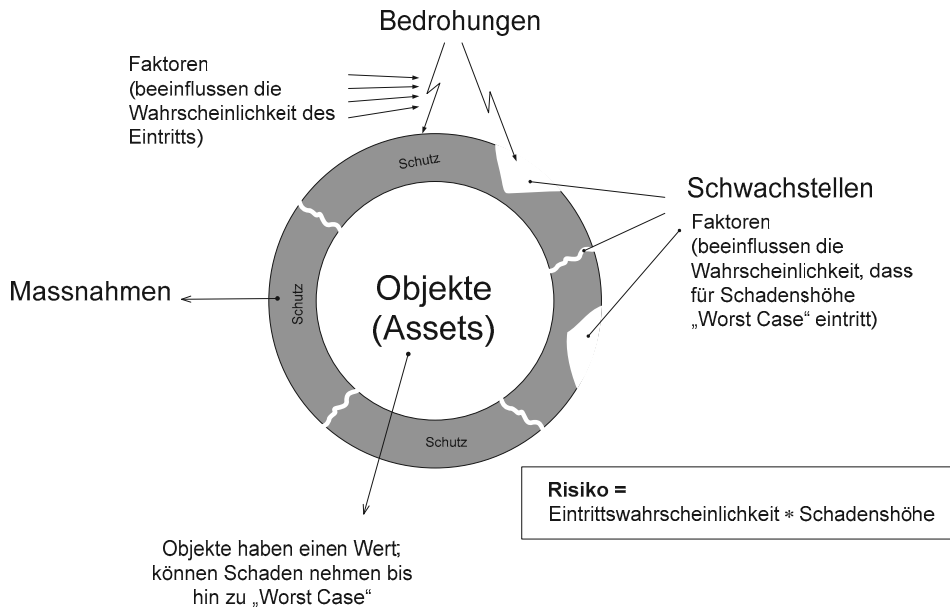 Bedrohungen
Faktoren
(beeinflussen die
Wahrscheinlichkeit des
Eintritts)
Schutz
Schwachstellen
Faktoren
(beeinflussen die
Wahrscheinlichkeit, dass
für Schadenshöhe
„Worst Case“ eintritt)
Massnahmen
Schutz
Objekte
(Assets)
Schutz
Risiko =
Eintrittswahrscheinlichkeit * Schadenshöhe
Objekte haben einen Wert;
können Schaden nehmen bis
hin zu „Worst Case“